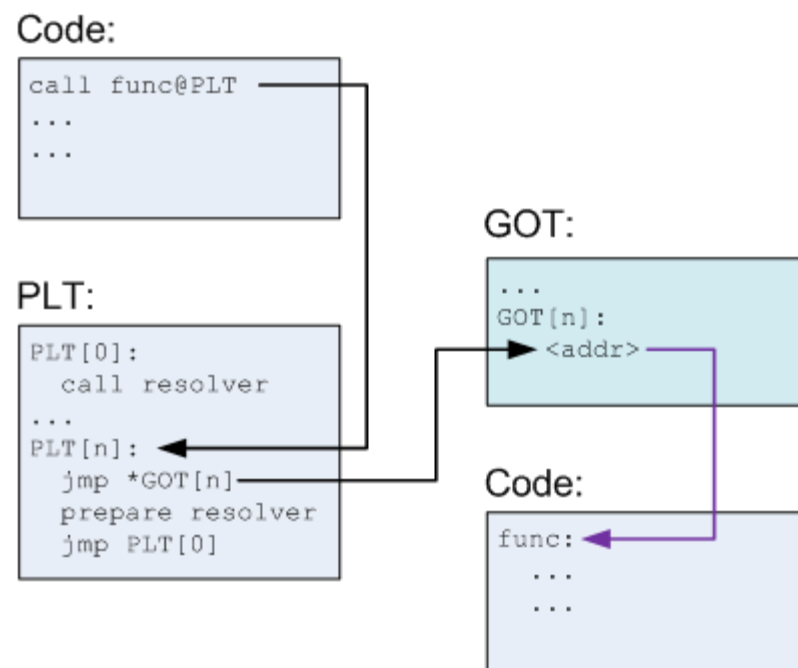 Code:
call func@PLT
...
...
PLT:
PLT[0]:
call resolver
...
PLT[n]:
jmp *GOT[n]
prepare resolver
jmp PLT[0]
GOT:
...
GOT[n]:
<addr>
Code:
func:
...
...